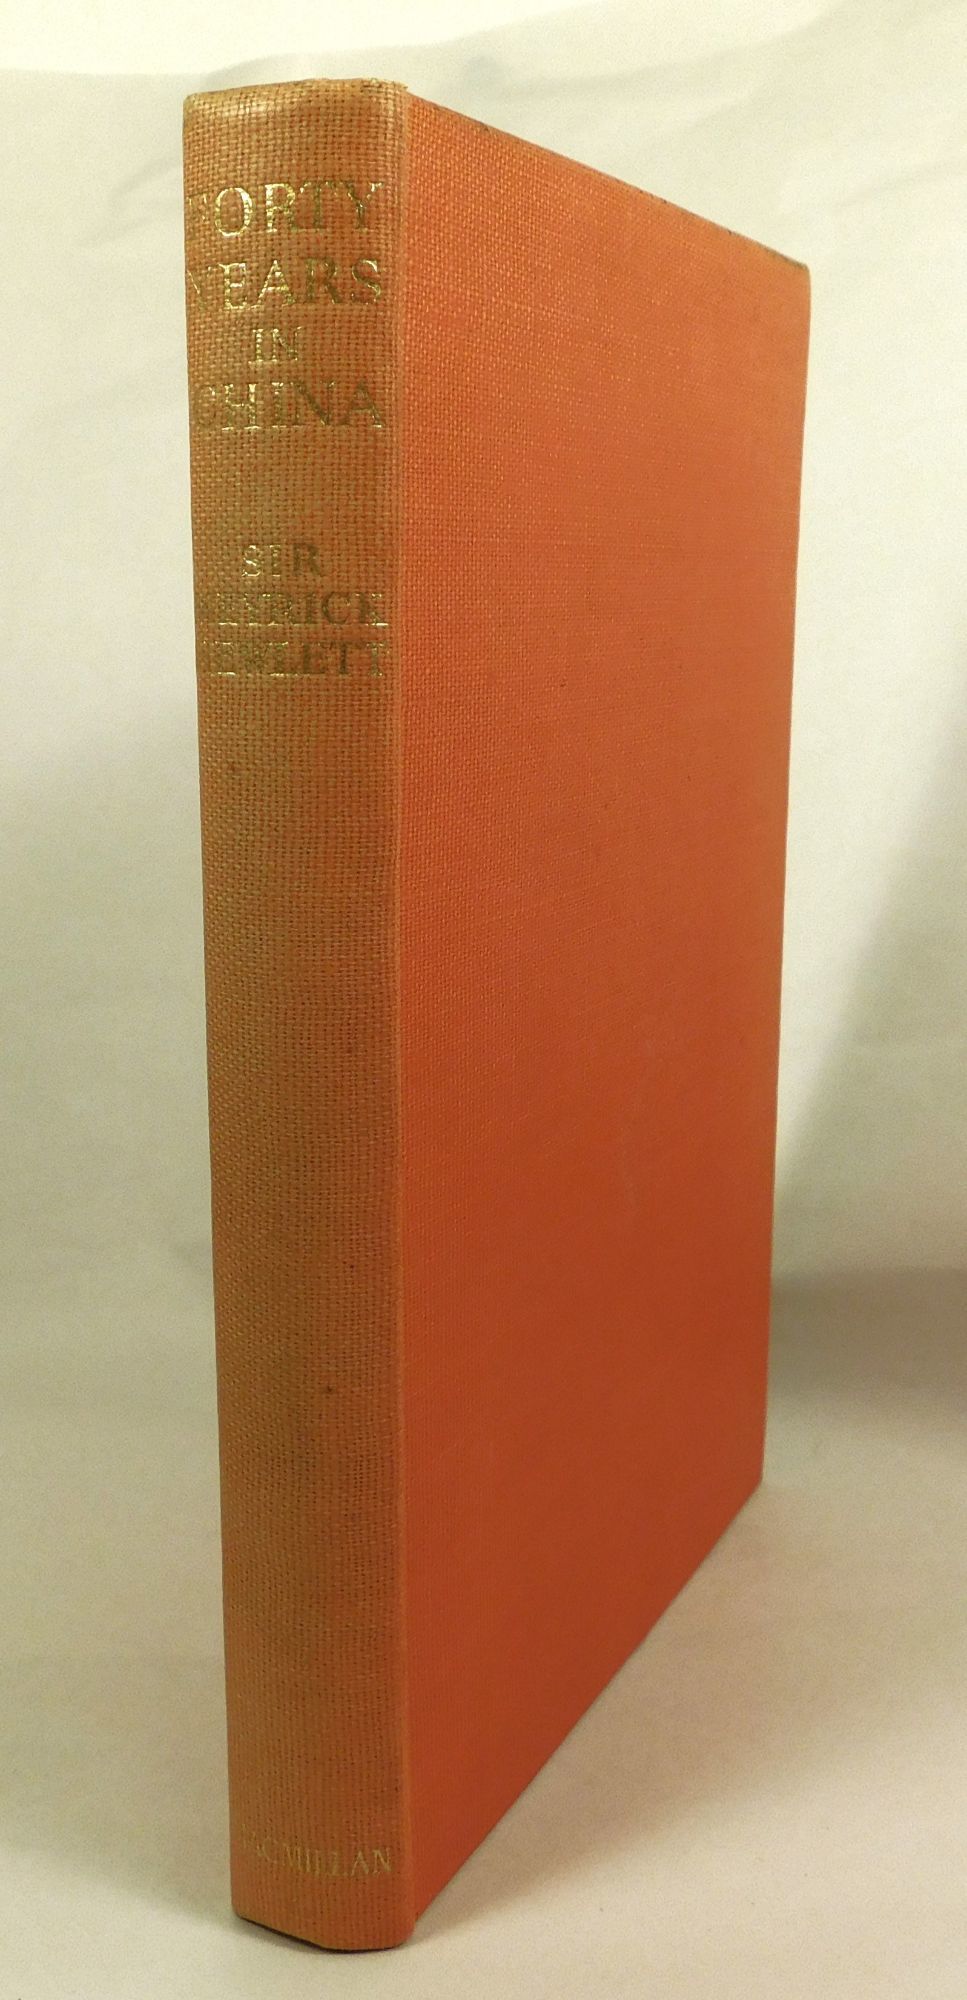 FORTY
YEARS
IN
CHINA
SIR
MEYRICK
HEWLETT
MACMILLAN